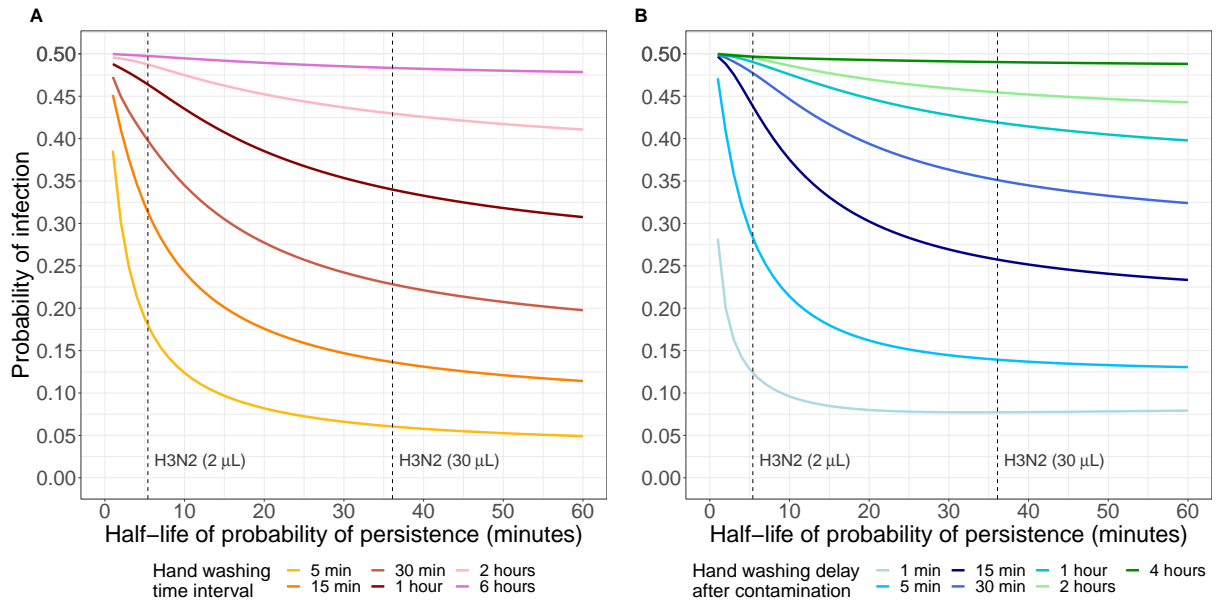 A
Probability of infection
0.50
0.45
0.40
0.35
0.30
0.25
0.20
0.15
0.10
0.05
0.00
H3N2 (2 μL)
H3N2 (30 μL)
0 10 20 30 40 50 60
Half−life of probability of persistence (minutes)
Hand washing
time interval
5 min
15 min
30 min
1 hour
2 hours
6 hours
B
0.50
0.45
0.40
0.35
0.30
0.25
0.20
0.15
0.10
0.05
0.00
H3N2 (2 μL)
H3N2 (30 μL)
0 10 20 30 40 50 60
Half−life of probability of persistence (minutes)
Hand washing delay
after contamination
1 min
5 min
15 min
30 min
1 hour
2 hours
4 hours